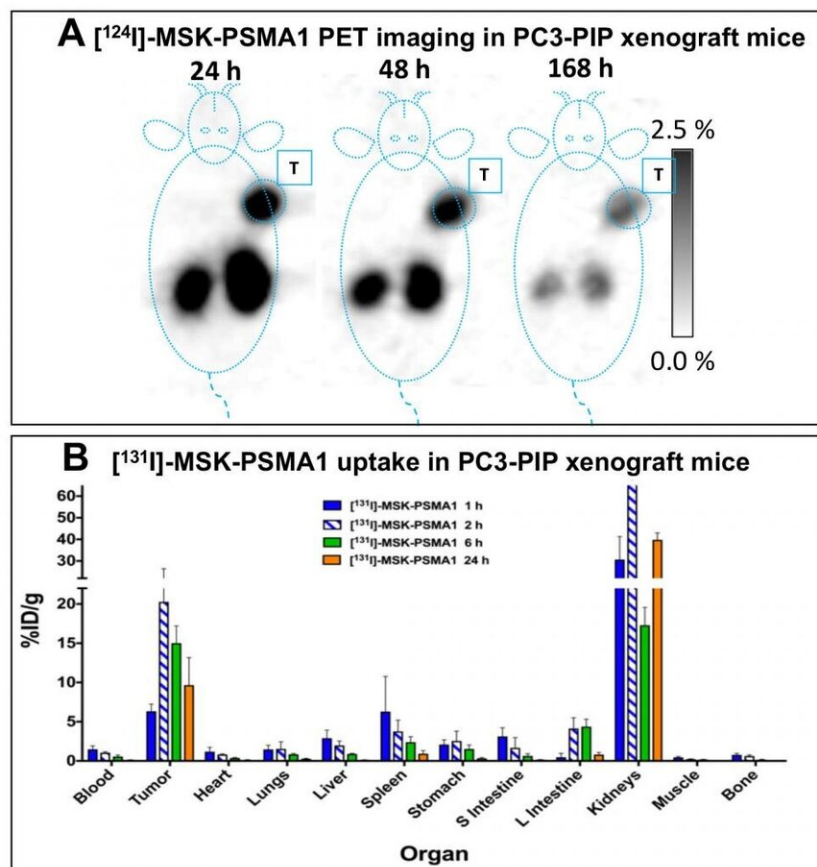 A [¹²⁴I]-MSK-PSMA1 PET imaging in PC3-PIP xenograft mice
24 h 48 h 168 h
2.5 %
T T T
0.0 %
B [¹³¹I]-MSK-PSMA1 uptake in PC3-PIP xenograft mice
[¹³¹I]-MSK-PSMA1 1 h
[¹³¹I]-MSK-PSMA1 2 h
[¹³¹I]-MSK-PSMA1 6 h
[¹³¹I]-MSK-PSMA1 24 h
%ID/g
60
50
40
30
20
15
10
5
0
Blood Tumor Heart Lungs Liver Spleen Stomach S Intestine L Intestine Kidneys Muscle Bone
Organ